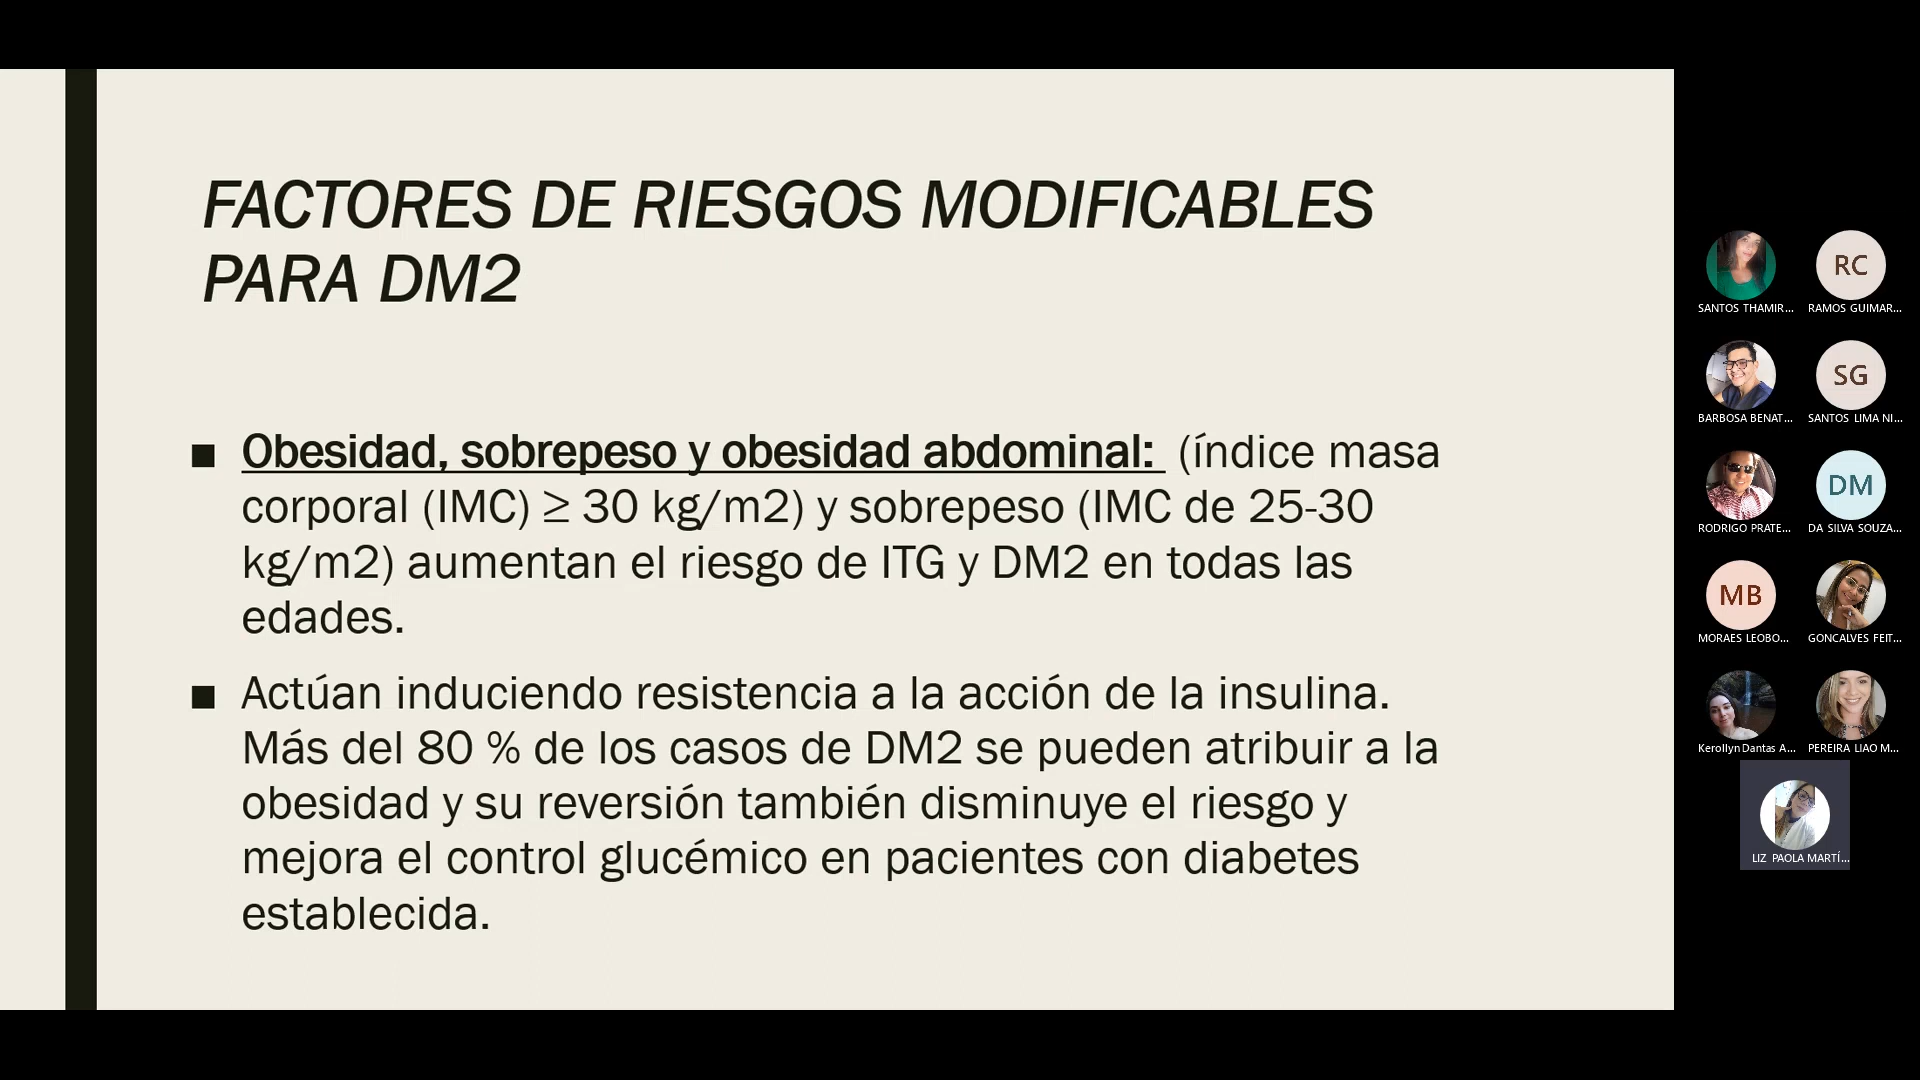 FACTORES DE RIESGOS MODIFICABLES
PARA DM2
■ Obesidad, sobrepeso y obesidad abdominal: (índice masa
corporal (IMC) ≥ 30 kg/m2) y sobrepeso (IMC de 25-30
kg/m2) aumentan el riesgo de ITG y DM2 en todas las
edades.
■ Actúan induciendo resistencia a la acción de la insulina.
Más del 80 % de los casos de DM2 se pueden atribuir a la
obesidad y su reversión también disminuye el riesgo y
mejora el control glucémico en pacientes con diabetes
establecida.
RC
SANTOS THAMIR...
RAMOS GUIMAR...
SG
BARBOSA BENAT...
SANTOS LIMA NI...
DM
RODRIGO PRATE...
DA SILVA SOUZA...
MB
MORAES LEOBO...
GONCALVES FEIT...
Kerollyn Dantas A...
PEREIRA LIAO M...
LIZ PAOLA MARTÍ...